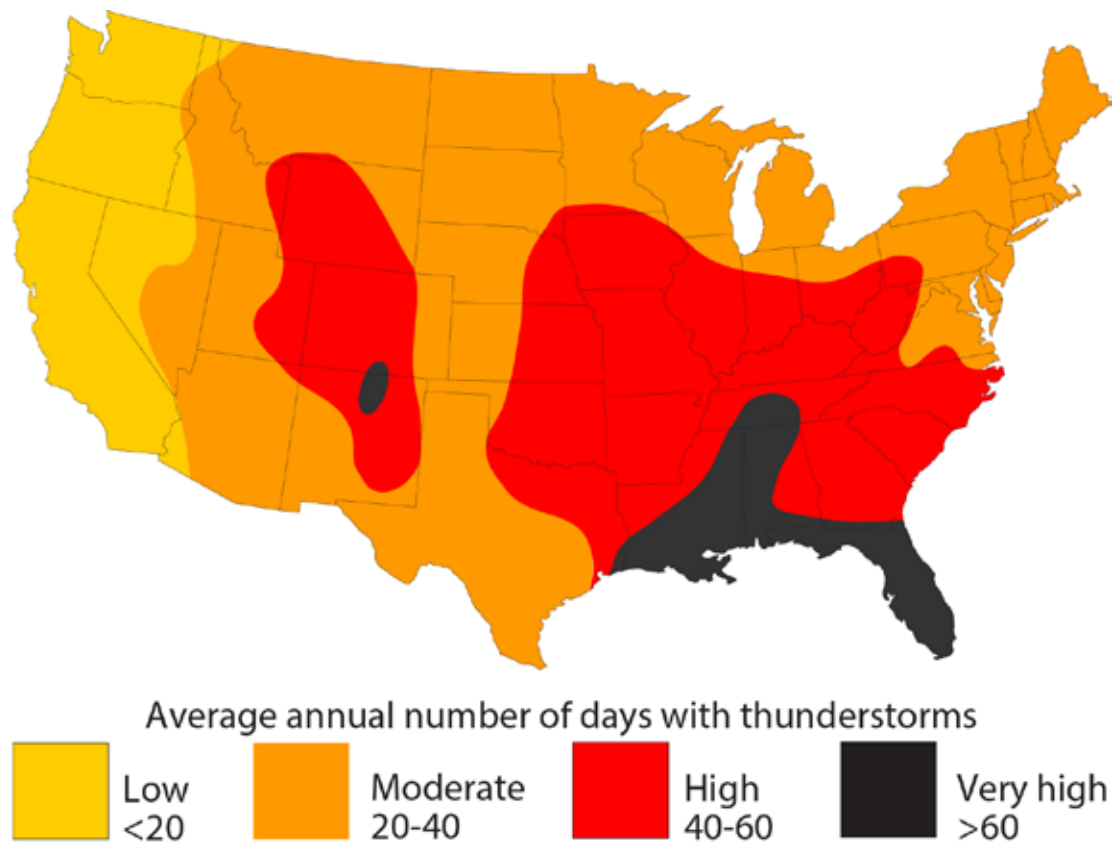 Average annual number of days with thunderstorms
Low
<20
Moderate
20-40
High
40-60
Very high
>60